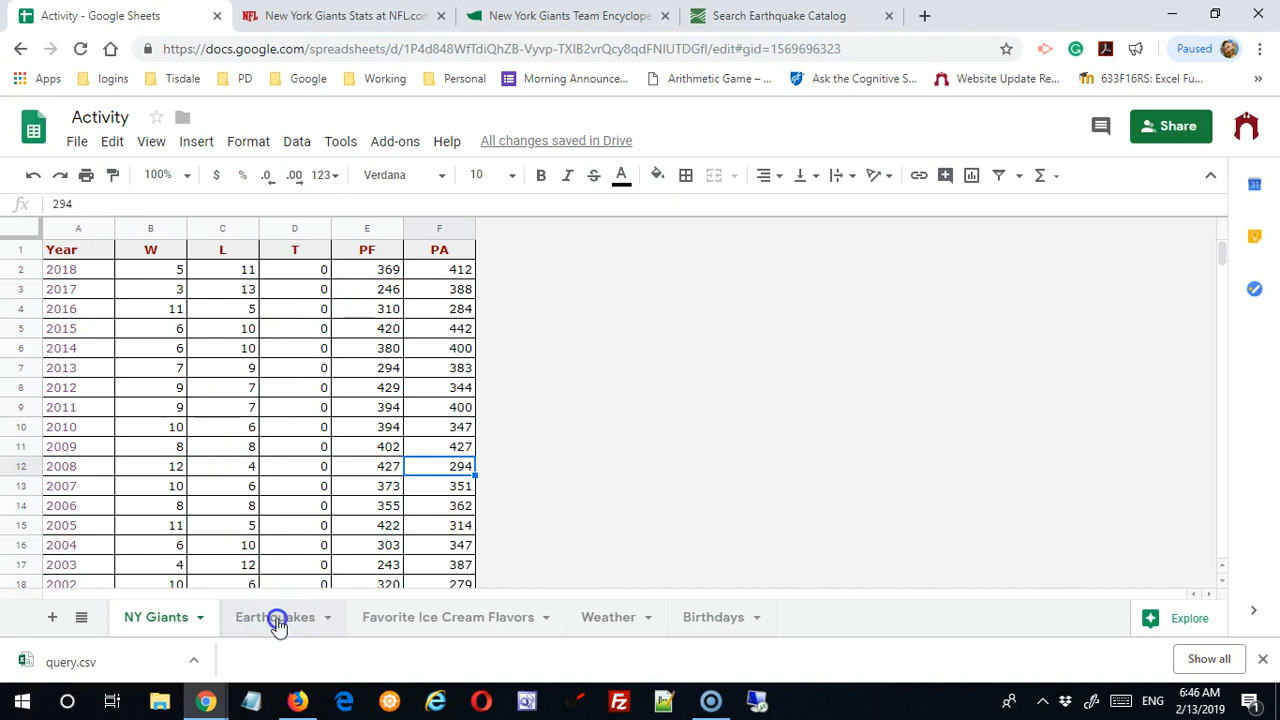 Activity - Google Sheets
New York Giants Stats at NFL.com
New York Giants Team Encyclope
Search Earthquake Catalog
https://docs.google.com/spreadsheets/d/1P4d848WfTdiQhZB-Vyvp-TXIB2vrQcy8qdFNIUTDGfI/edit#gid=1569696323
Paused
Apps logins Tisdale PD Google Working Personal Morning Announce... Arithmetic Game –... Ask the Cognitive S... Website Update Re... 633F16RS: Excel Fu... »
Activity
File Edit View Insert Format Data Tools Add-ons Help All changes saved in Drive
Share
100% $ % .0 .00 123 Verdana 10 B I S A
fx 294
A B C D E F
1 Year W L T PF PA
2 2018 5 11 0 369 412
3 2017 3 13 0 246 388
4 2016 11 5 0 310 284
5 2015 6 10 0 420 442
6 2014 6 10 0 380 400
7 2013 7 9 0 294 383
8 2012 9 7 0 429 344
9 2011 9 7 0 394 400
10 2010 10 6 0 394 347
11 2009 8 8 0 402 427
12 2008 12 4 0 427 294
13 2007 10 6 0 373 351
14 2006 8 8 0 355 362
15 2005 11 5 0 422 314
16 2004 6 10 0 303 347
17 2003 4 12 0 243 387
18 2002 10 6 0 320 279
+ NY Giants Earthquakes Favorite Ice Cream Flavors Weather Birthdays Explore
query.csv Show all
ENG 6:46 AM
2/13/2019